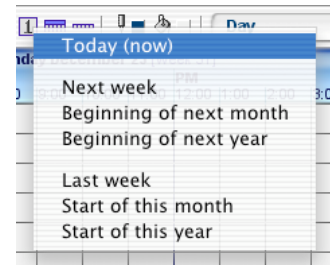 1
Day
Today (now)
Next week
Beginning of next month
Beginning of next year
Last week
Start of this month
Start of this year